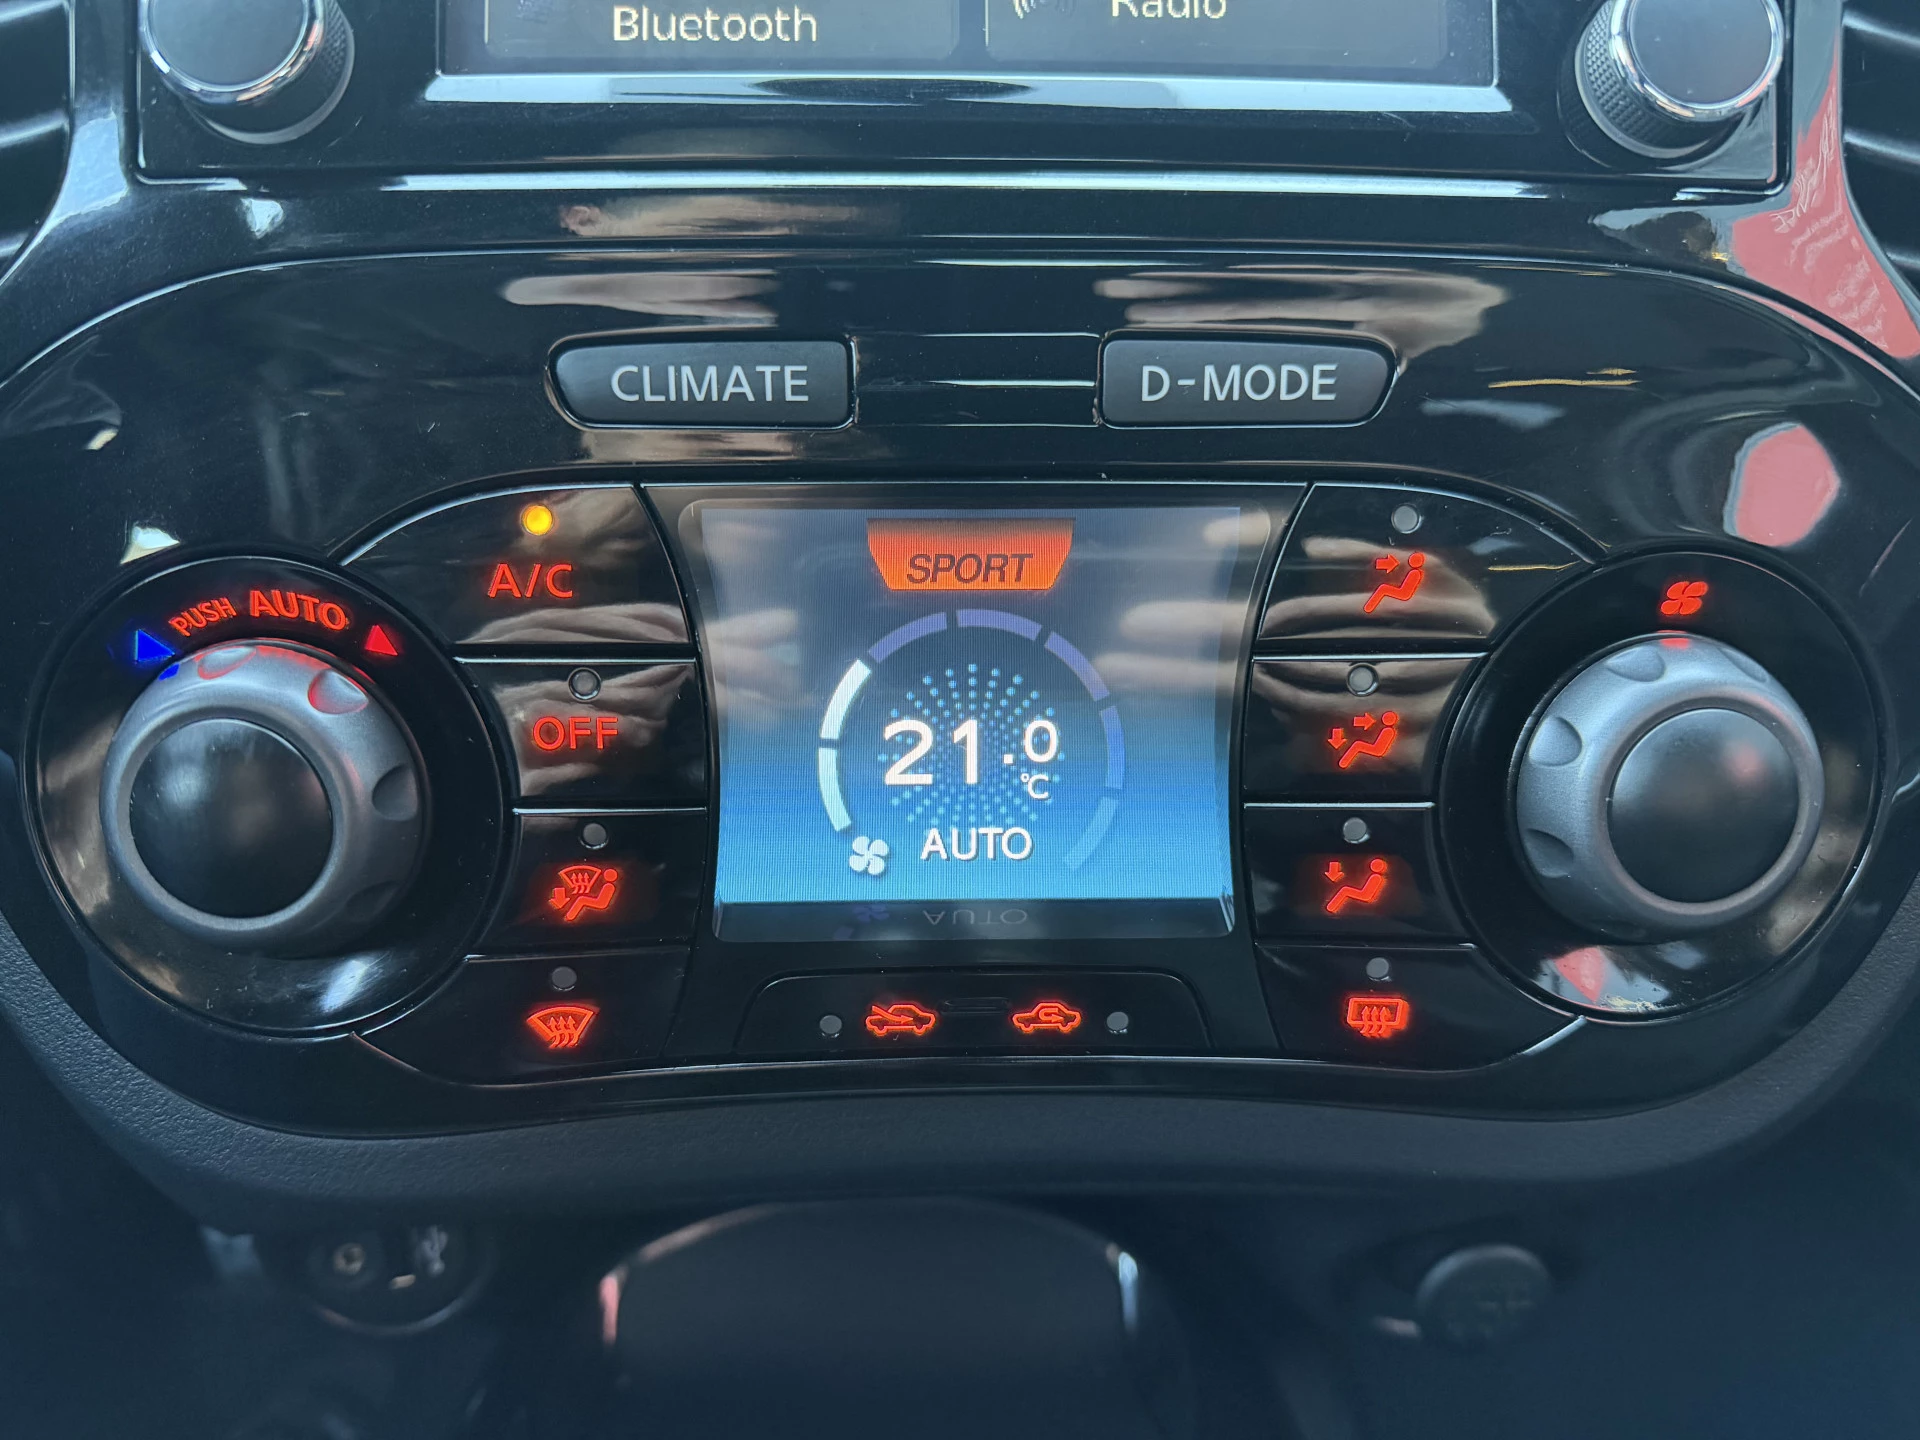 Bluetooth
Radio
CLIMATE
D-MODE
A/C
SPORT
PUSH AUTO
OFF
21.0
°C
AUTO